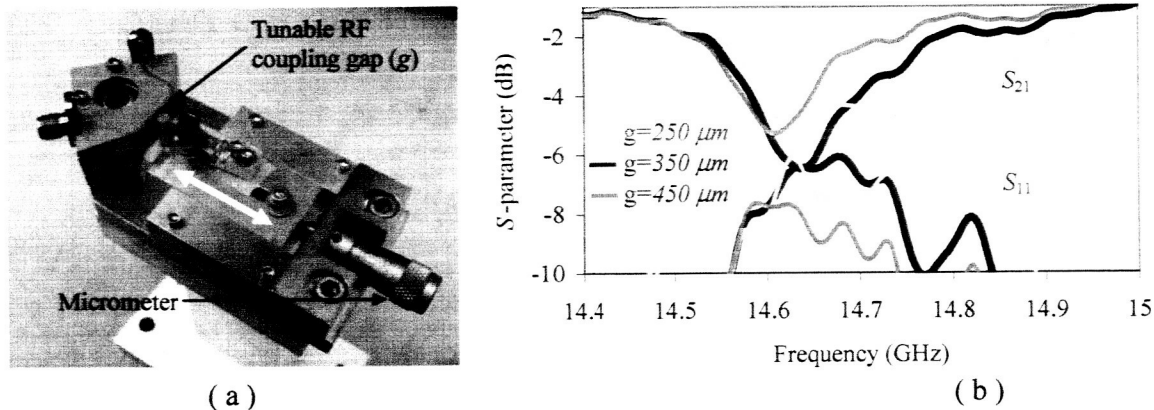 Tunable RF
coupling gap (g)
Micrometer
( a )
S-parameter (dB)
-2
-4
-6
-8
-10
g=250 μm
g=350 μm
g=450 μm
S21
S11
14.4
14.5
14.6
14.7
14.8
14.9
15
Frequency (GHz)
( b )